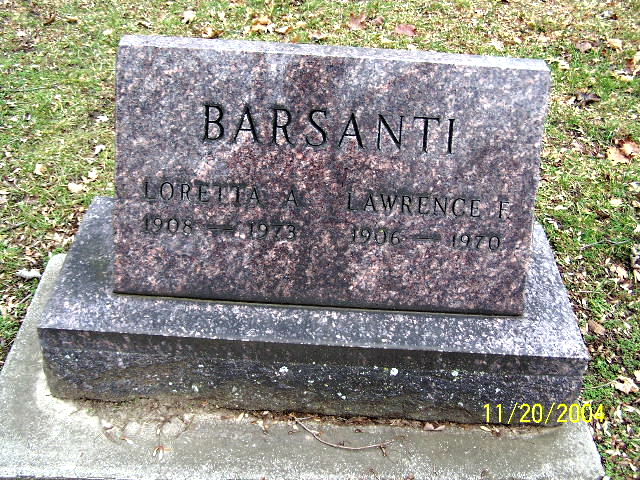 BARSANTI
LORETTA A. LAWRENCE F.
1908 — 1973 1906 — 1970
11/20/2004